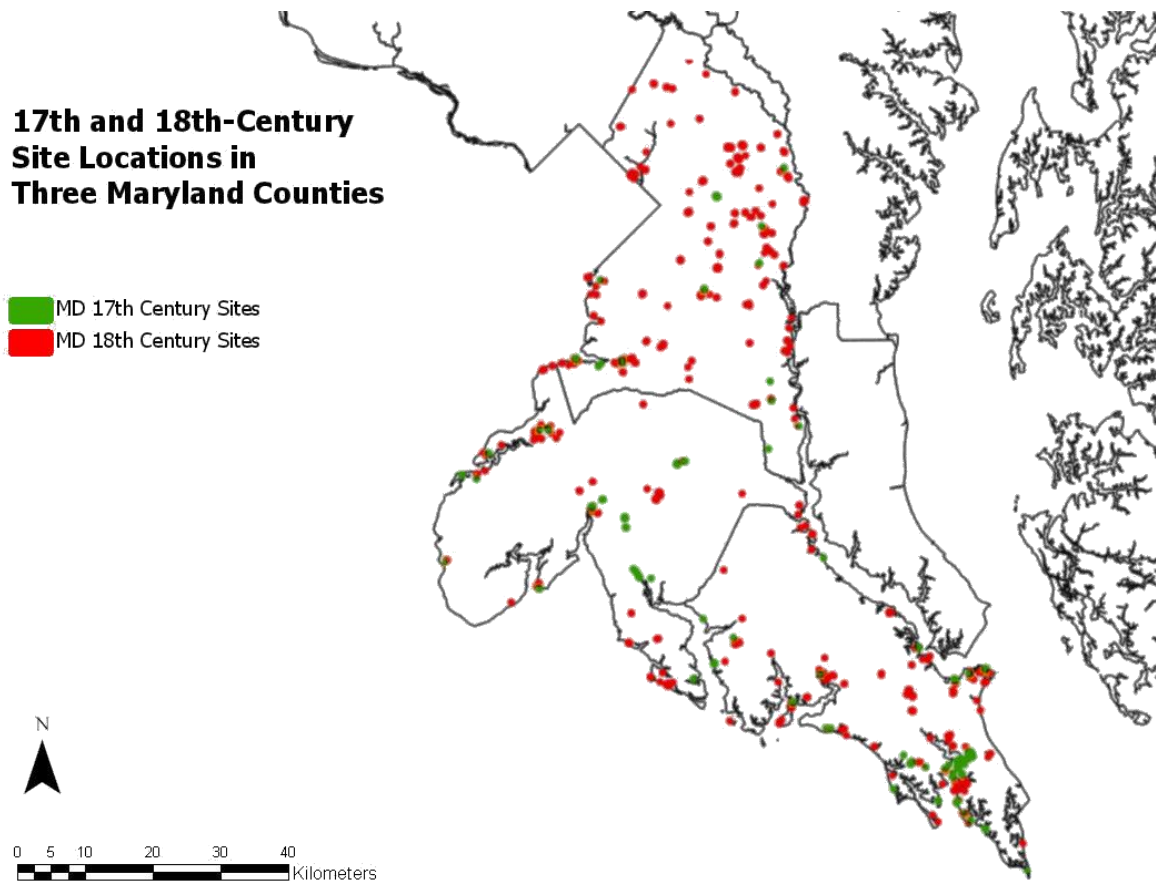 17th and 18th-Century
Site Locations in
Three Maryland Counties
MD 17th Century Sites
MD 18th Century Sites
N
0 5 10 20 30 40
Kilometers